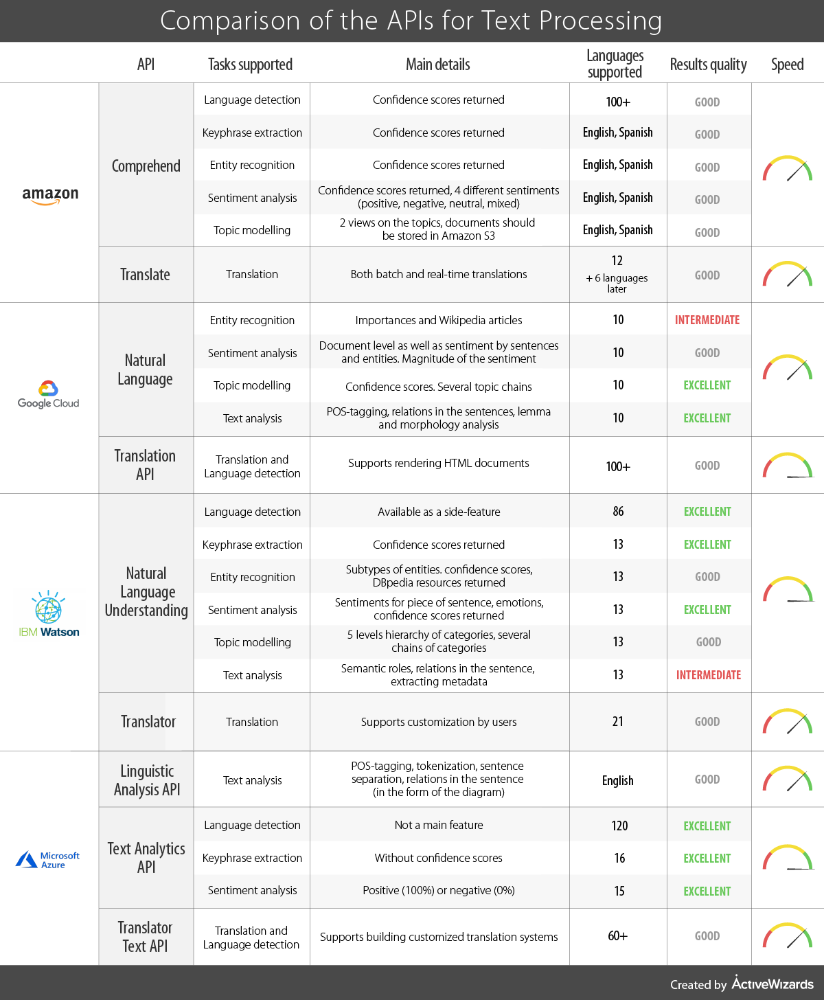 Comparison of the APIs for Text Processing
API
Tasks supported
Main details
Languages
supported
Results quality
Speed
amazon
Comprehend
Language detection
Confidence scores returned
100+
GOOD
Keyphrase extraction
Confidence scores returned
English, Spanish
GOOD
Entity recognition
Confidence scores returned
English, Spanish
GOOD
Sentiment analysis
Confidence scores returned, 4 different sentiments
(positive, negative, neutral, mixed)
English, Spanish
GOOD
Topic modelling
2 views on the topics, documents should
be stored in Amazon S3
English, Spanish
GOOD
Translate
Translation
Both batch and real-time translations
12
+ 6 languages
later
GOOD
Google Cloud
Natural
Language
Entity recognition
Importances and Wikipedia articles
10
INTERMEDIATE
Sentiment analysis
Document level as well as sentiment by sentences
and entities. Magnitude of the sentiment
10
GOOD
Topic modelling
Confidence scores. Several topic chains
10
EXCELLENT
Text analysis
POS-tagging, relations in the sentences, lemma
and morphology analysis
10
EXCELLENT
Translation
API
Translation and
Language detection
Supports rendering HTML documents
100+
GOOD
IBM Watson
Natural
Language
Understanding
Language detection
Available as a side-feature
86
EXCELLENT
Keyphrase extraction
Confidence scores returned
13
EXCELLENT
Entity recognition
Subtypes of entities. confidence scores,
DBpedia resources returned
13
GOOD
Sentiment analysis
Sentiments for piece of sentence, emotions,
confidence scores returned
13
EXCELLENT
Topic modelling
5 levels hierarchy of categories, several
chains of categories
13
GOOD
Text analysis
Semantic roles, relations in the sentence,
extracting metadata
13
INTERMEDIATE
Translator
Translation
Supports customization by users
21
GOOD
Microsoft
Azure
Linguistic
Analysis API
Text analysis
POS-tagging, tokenization, sentence
separation, relations in the sentence
(in the form of the diagram)
English
GOOD
Text Analytics
API
Language detection
Not a main feature
120
EXCELLENT
Keyphrase extraction
Without confidence scores
16
EXCELLENT
Sentiment analysis
Positive (100%) or negative (0%)
15
EXCELLENT
Translator
Text API
Translation and
Language detection
Supports building customized translation systems
60+
GOOD
Created by ActiveWizards